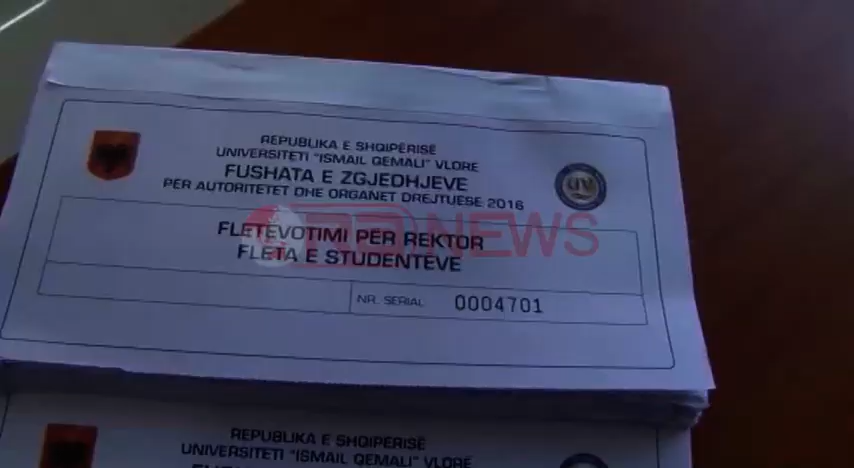 REPUBLIKA E SHQIPËRISË
UNIVERSITETI "ISMAIL QEMALI" VLORË
FUSHATA E ZGJEDHJEVE
PËR AUTORITETET DHE ORGANET DREJTUESE 2016
FLETËVOTIMI PËR REKTOR
FLETA E STUDENTËVE
NR. SERIAL 0004701
NEWS
REPUBLIKA E SHQIPËRISË
UNIVERSITETI "ISMAIL QEMALI" VLORË